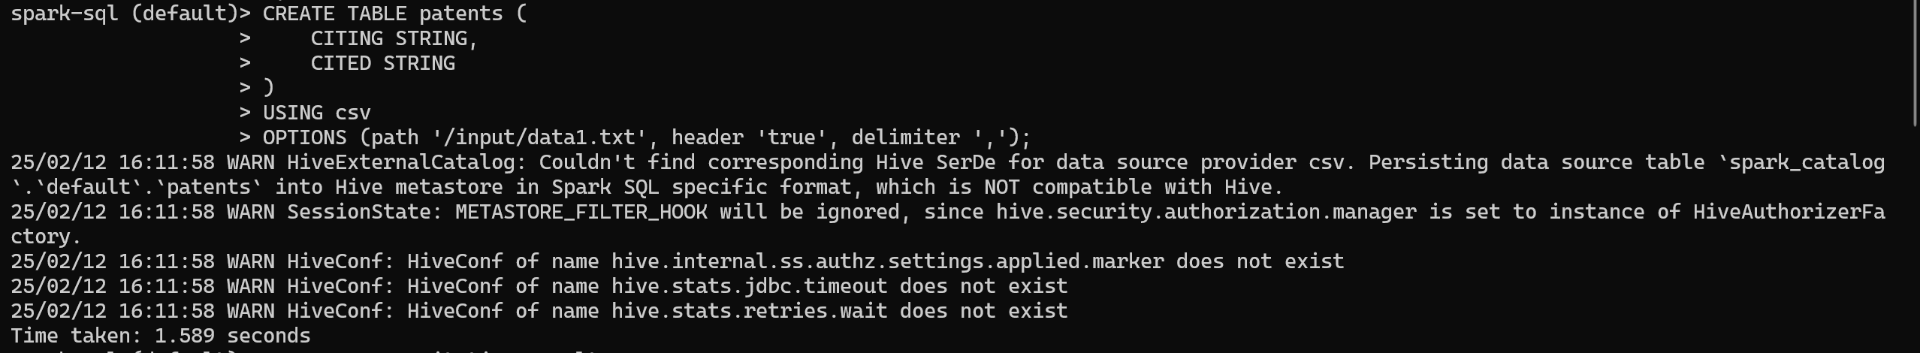 spark-sql (default)> CREATE TABLE patents (
                   >     CITING STRING,
                   >     CITED STRING
                   > )
                   > USING csv
                   > OPTIONS (path '/input/data1.txt', header 'true', delimiter ',');
25/02/12 16:11:58 WARN HiveExternalCatalog: Couldn't find corresponding Hive SerDe for data source provider csv. Persisting data source table `spark_catalog
`.`default`.`patents` into Hive metastore in Spark SQL specific format, which is NOT compatible with Hive.
25/02/12 16:11:58 WARN SessionState: METASTORE_FILTER_HOOK will be ignored, since hive.security.authorization.manager is set to instance of HiveAuthorizerFa
ctory.
25/02/12 16:11:58 WARN HiveConf: HiveConf of name hive.internal.ss.authz.settings.applied.marker does not exist
25/02/12 16:11:58 WARN HiveConf: HiveConf of name hive.stats.jdbc.timeout does not exist
25/02/12 16:11:58 WARN HiveConf: HiveConf of name hive.stats.retries.wait does not exist
Time taken: 1.589 seconds